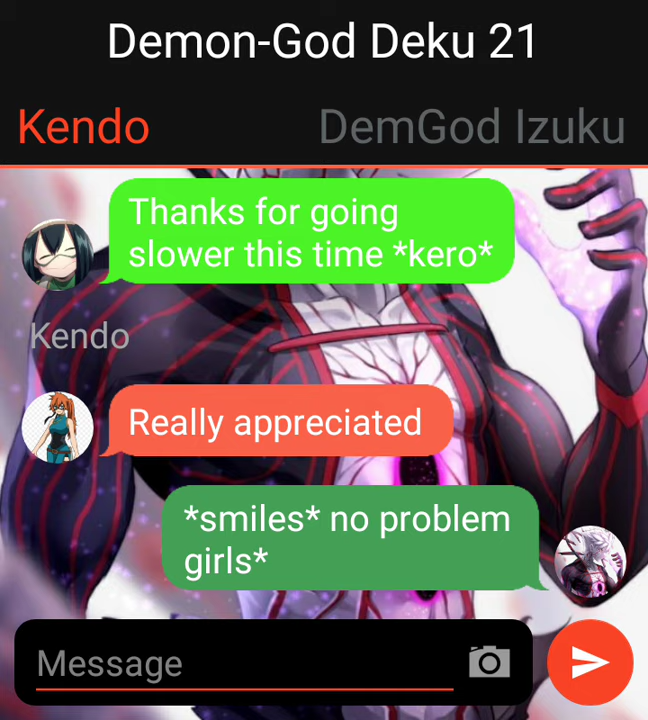 Demon-God Deku 21
Kendo DemGod Izuku
Thanks for going
slower this time *kero*
Kendo
Really appreciated
*smiles* no problem
girls*
Message